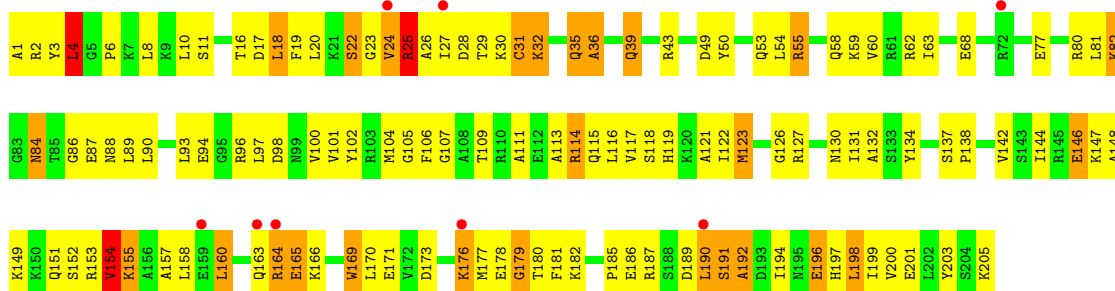 A1 R2 Y3 L4 G5 P6 K7 L8 K9 L10 S11 T16 D17 L18 F19 L20 K21 S22 G23 V24 R25 A26 I27 D28 T29 K30 C31 K32 Q35 A36 Q39 R43 D49 Y50 Q53 L54 R55 Q58 K59 V60 R61 R62 I63 E68 R72 E77 R80 L81 K82
G83 N84 T85 G86 E87 N88 L89 L90 L93 E94 G95 R96 L97 D98 N99 V100 V101 Y102 R103 M104 G105 F106 G107 A108 T109 R110 A111 E112 A113 R114 Q115 L116 V117 S118 H119 K120 A121 I122 M123 G126 R127 N130 I131 A132 S133 Y134 S137 P138 V142 S143 I144 R145 E146 K147 A148
K149 K150 Q151 S152 R153 V154 K155 A156 A157 L158 E159 L160 Q163 R164 E165 K166 W169 L170 E171 V172 D173 K176 M177 E178 G179 T180 F181 K182 P185 E186 R187 S188 D189 L190 S191 A192 D193 I194 N195 E196 H197 L198 I199 V200 E201 L202 Y203 S204 K205